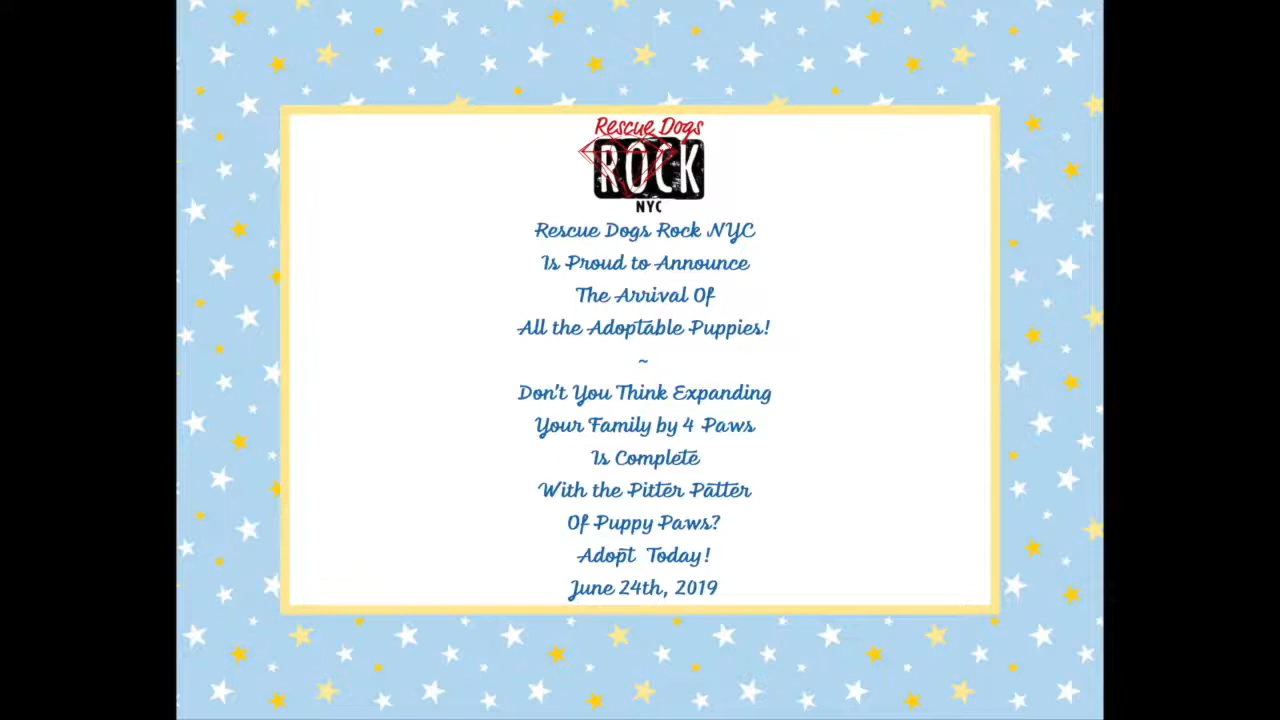 Rescue Dogs
ROCK
NYC
Rescue Dogs Rock NYC
Is Proud to Announce
The Arrival Of
All the Adoptable Puppies!
~
Don't You Think Expanding
Your Family by 4 Paws
Is Complete
With the Pitter Patter
Of Puppy Paws?
Adopt Today!
June 24th, 2019